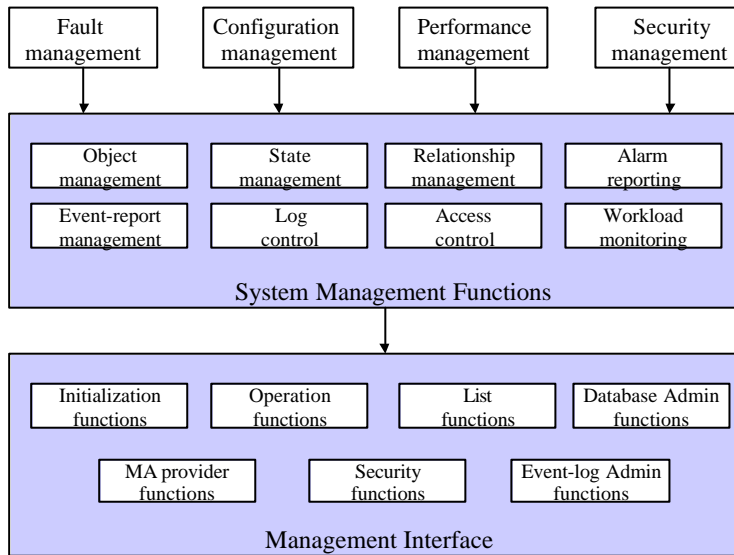 Fault
management
Configuration
management
Performance
management
Security
management
Object
management
State
management
Relationship
management
Alarm
reporting
Event-report
management
Log
control
Access
control
Workload
monitoring
System Management Functions
Initialization
functions
Operation
functions
List
functions
Database Admin
functions
MA provider
functions
Security
functions
Event-log Admin
functions
Management Interface